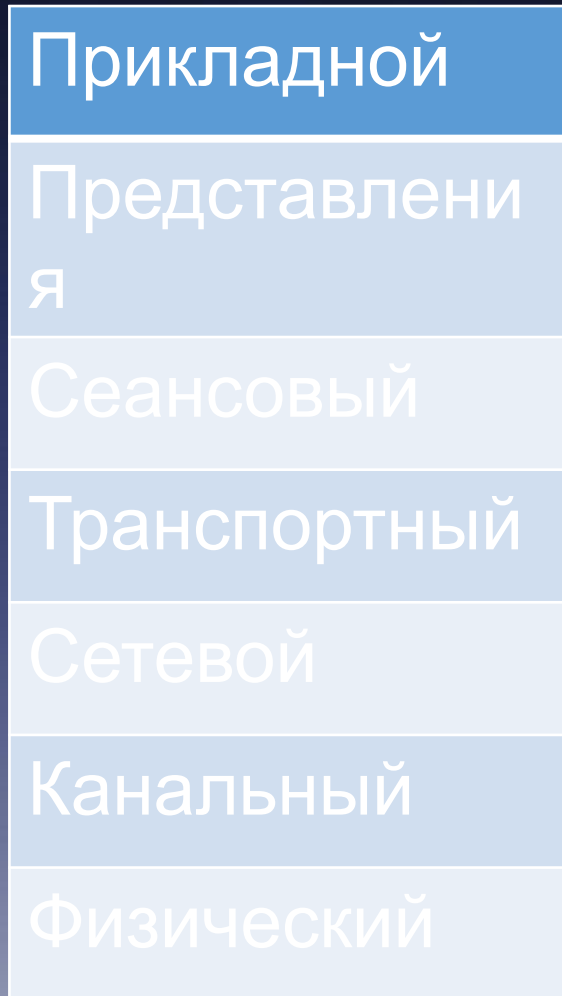 Прикладной
Представлени
я
Сеансовый
Транспортный
Сетевой
Канальный
Физический